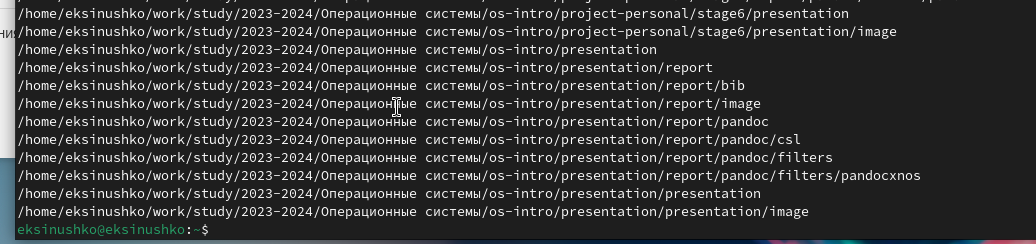 /home/eksinushko/work/study/2023-2024/Операционные системы/os-intro/project-personal/stage6/presentation
/home/eksinushko/work/study/2023-2024/Операционные системы/os-intro/project-personal/stage6/presentation/image
/home/eksinushko/work/study/2023-2024/Операционные системы/os-intro/presentation
/home/eksinushko/work/study/2023-2024/Операционные системы/os-intro/presentation/report
/home/eksinushko/work/study/2023-2024/Операционные системы/os-intro/presentation/report/bib
/home/eksinushko/work/study/2023-2024/Операционные системы/os-intro/presentation/report/image
/home/eksinushko/work/study/2023-2024/Операционные системы/os-intro/presentation/report/pandoc
/home/eksinushko/work/study/2023-2024/Операционные системы/os-intro/presentation/report/pandoc/csl
/home/eksinushko/work/study/2023-2024/Операционные системы/os-intro/presentation/report/pandoc/filters
/home/eksinushko/work/study/2023-2024/Операционные системы/os-intro/presentation/report/pandoc/filters/pandocxnos
/home/eksinushko/work/study/2023-2024/Операционные системы/os-intro/presentation/presentation
/home/eksinushko/work/study/2023-2024/Операционные системы/os-intro/presentation/presentation/image
eksinushko@eksinushko:~$